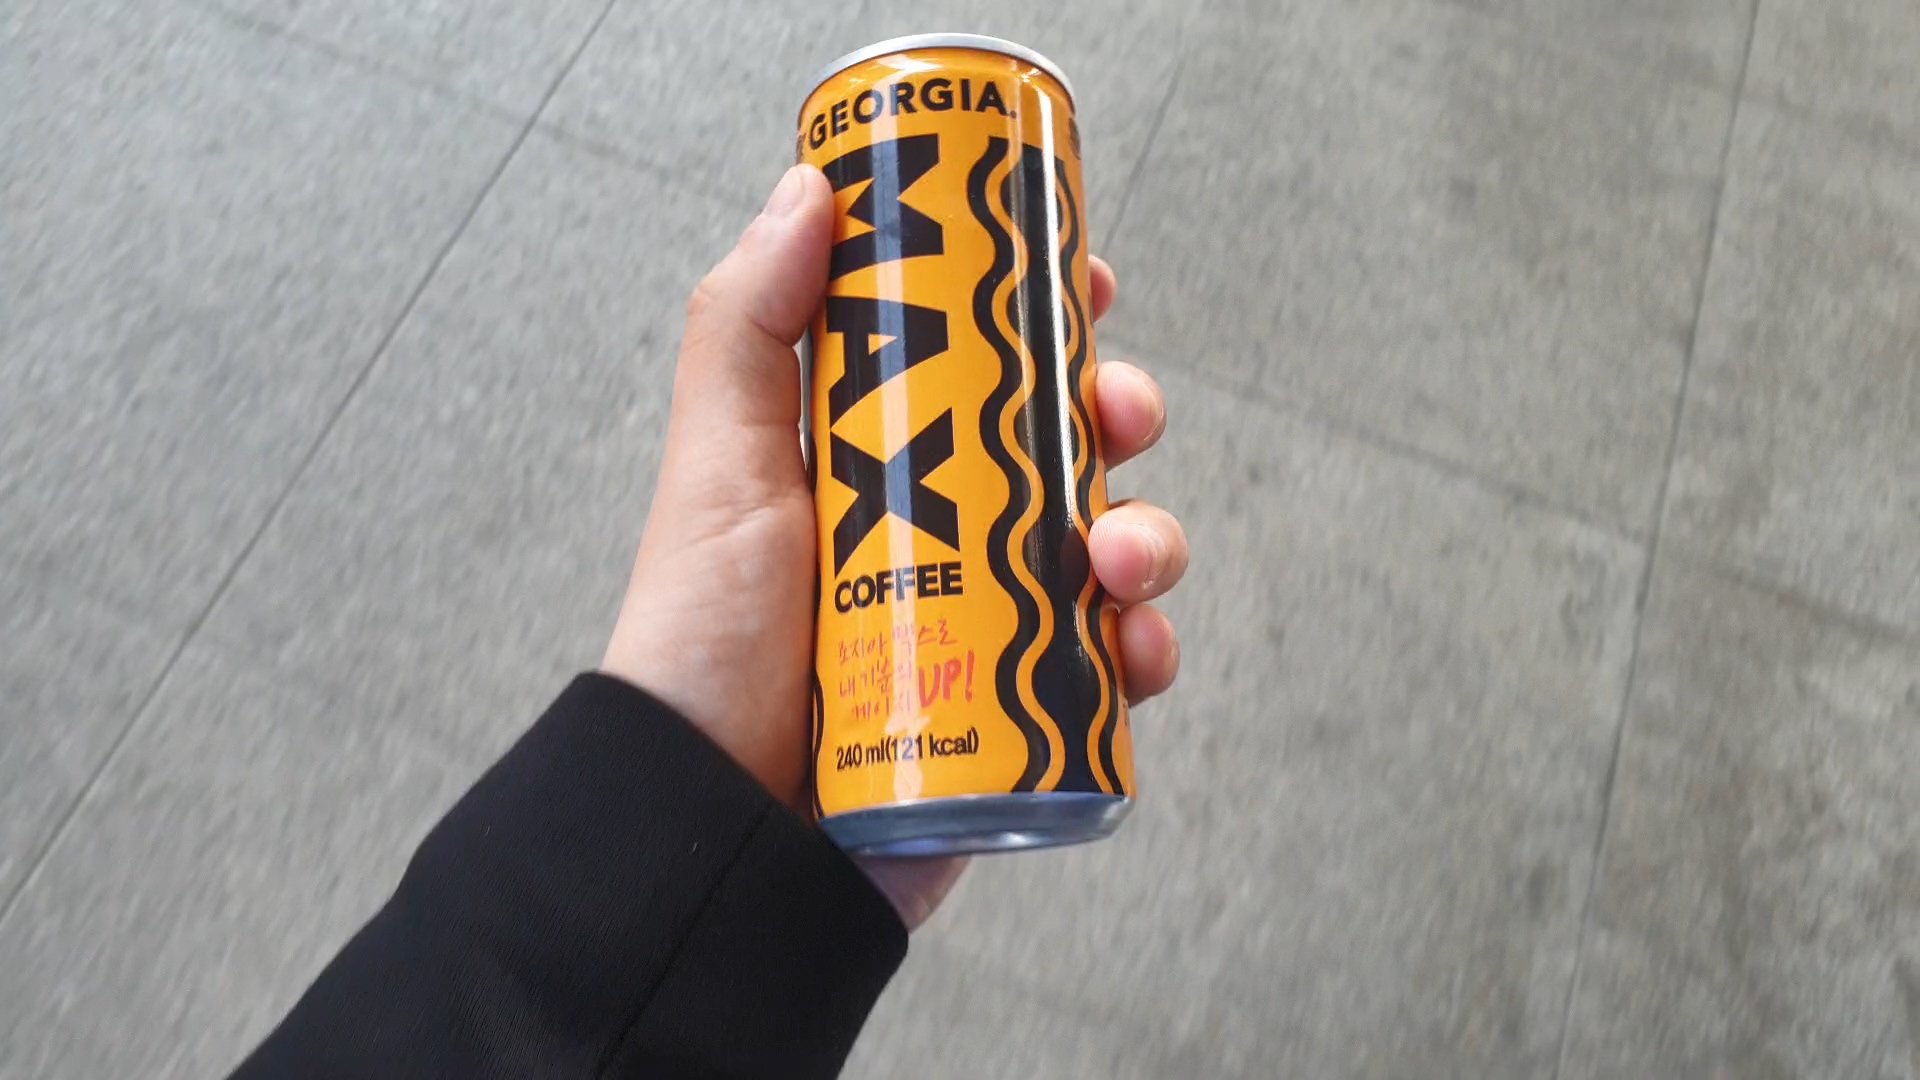 GEORGIA.
MAX
COFFEE
죠지아 맥스로
내 기분의
게이지 UP!
240 ml(121 kcal)